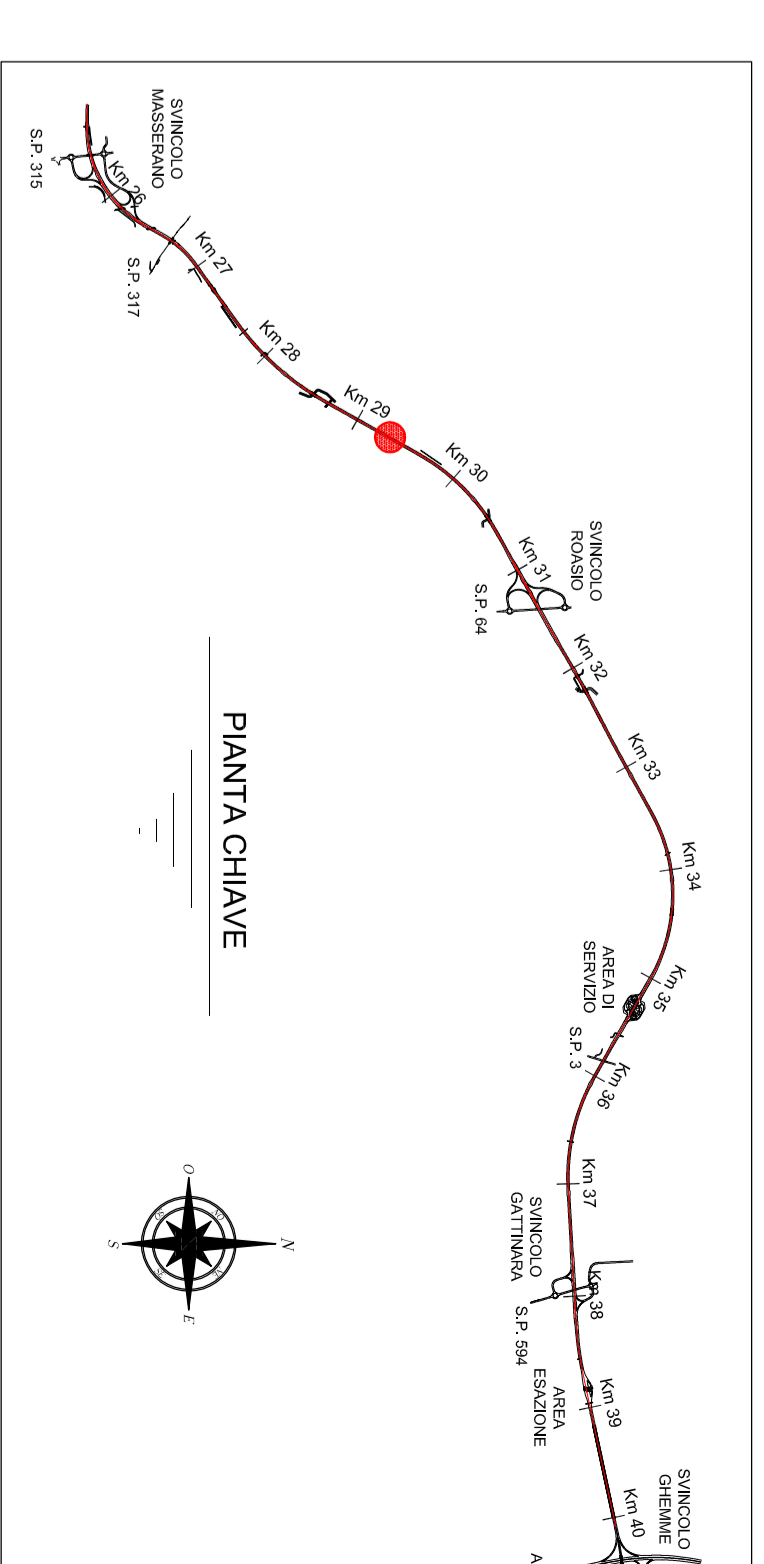 SVINCOLO
MASSERANO
S.P. 315
Km 26
S.P. 317
Km 27
Km 28
Km 29
Km 30
SVINCOLO
ROASIO
Km 31
S.P. 64
Km 32
Km 33
Km 34
Km 35
AREA DI
SERVIZIO
S.P. 3
Km 36
Km 37
SVINCOLO
GATTINARA
Km 38
S.P. 594
Km 39
AREA
ESAZIONE
SVINCOLO
GHEMME
Km 40
A
PIANTA CHIAVE
N
NO
O
SO
S
E